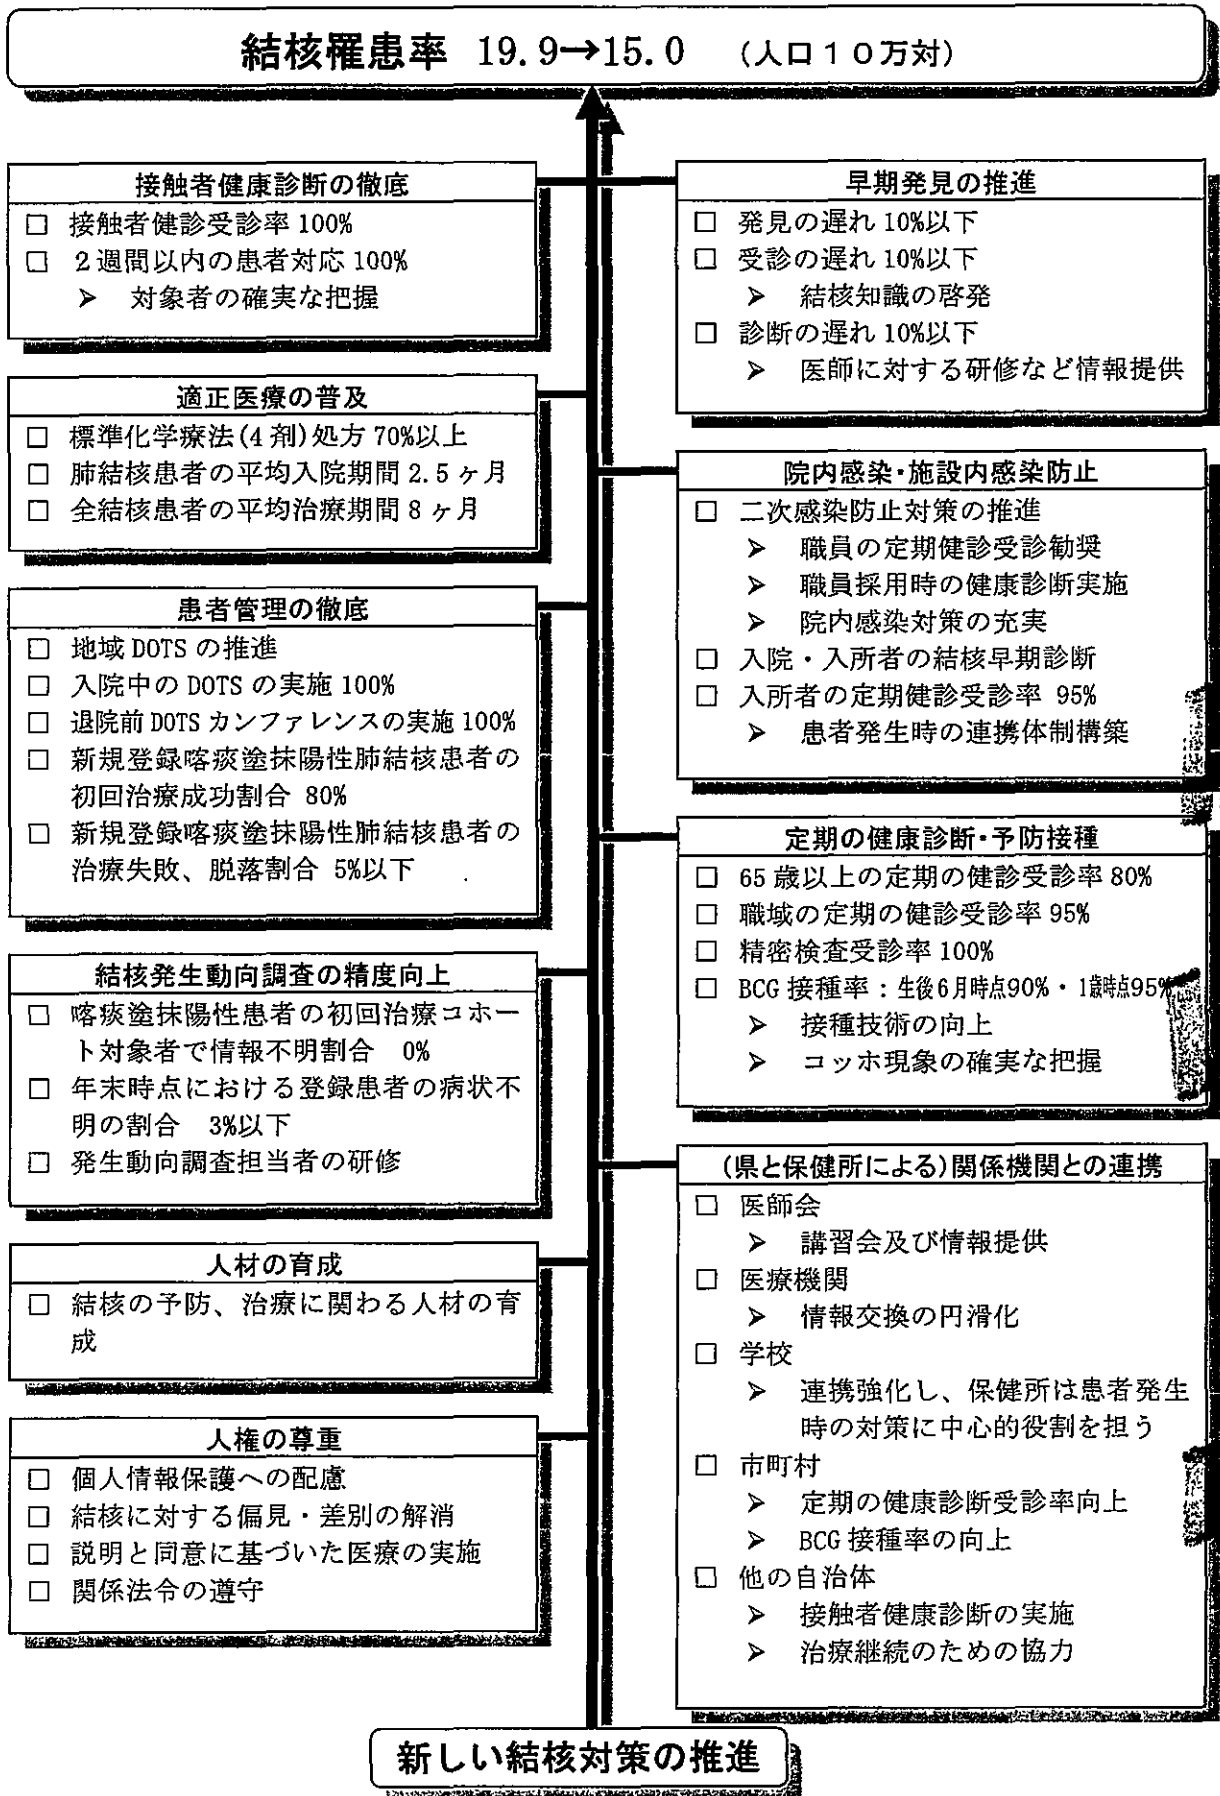 結核罹患率 19.9→15.0 (人口10万対)
接触者健康診断の徹底
□ 接触者健診受診率 100%
□ 2週間以内の患者対応 100%
➢ 対象者の確実な把握
適正医療の普及
□ 標準化学療法(4剤)処方 70%以上
□ 肺結核患者の平均入院期間 2.5ヶ月
□ 全結核患者の平均治療期間 8ヶ月
患者管理の徹底
□ 地域 DOTS の推進
□ 入院中の DOTS の実施 100%
□ 退院前 DOTS カンファレンスの実施 100%
□ 新規登録喀痰塗抹陽性肺結核患者の
初回治療成功割合 80%
□ 新規登録喀痰塗抹陽性肺結核患者の
治療失敗、脱落割合 5%以下
結核発生動向調査の精度向上
□ 喀痰塗抹陽性患者の初回治療コホー
ト対象者で情報不明割合 0%
□ 年末時点における登録患者の病状不
明の割合 3%以下
□ 発生動向調査担当者の研修
人材の育成
□ 結核の予防、治療に関わる人材の育
成
人権の尊重
□ 個人情報保護への配慮
□ 結核に対する偏見・差別の解消
□ 説明と同意に基づいた医療の実施
□ 関係法令の遵守
早期発見の推進
□ 発見の遅れ 10%以下
□ 受診の遅れ 10%以下
➢ 結核知識の啓発
□ 診断の遅れ 10%以下
➢ 医師に対する研修など情報提供
院内感染・施設内感染防止
□ 二次感染防止対策の推進
➢ 職員の定期健診受診勧奨
➢ 職員採用時の健康診断実施
➢ 院内感染対策の充実
□ 入院・入所者の結核早期診断
□ 入所者の定期健診受診率 95%
➢ 患者発生時の連携体制構築
定期の健康診断・予防接種
□ 65歳以上の定期の健診受診率 80%
□ 職域の定期の健診受診率 95%
□ 精密検査受診率 100%
□ BCG 接種率：生後6月時点90%・1歳時点95%
➢ 接種技術の向上
➢ コッホ現象の確実な把握
(県と保健所による)関係機関との連携
□ 医師会
➢ 講習会及び情報提供
□ 医療機関
➢ 情報交換の円滑化
□ 学校
➢ 連携強化し、保健所は患者発生
時の対策に中心的役割を担う
□ 市町村
➢ 定期の健康診断受診率向上
➢ BCG 接種率の向上
□ 他の自治体
➢ 接触者健康診断の実施
➢ 治療継続のための協力
新しい結核対策の推進